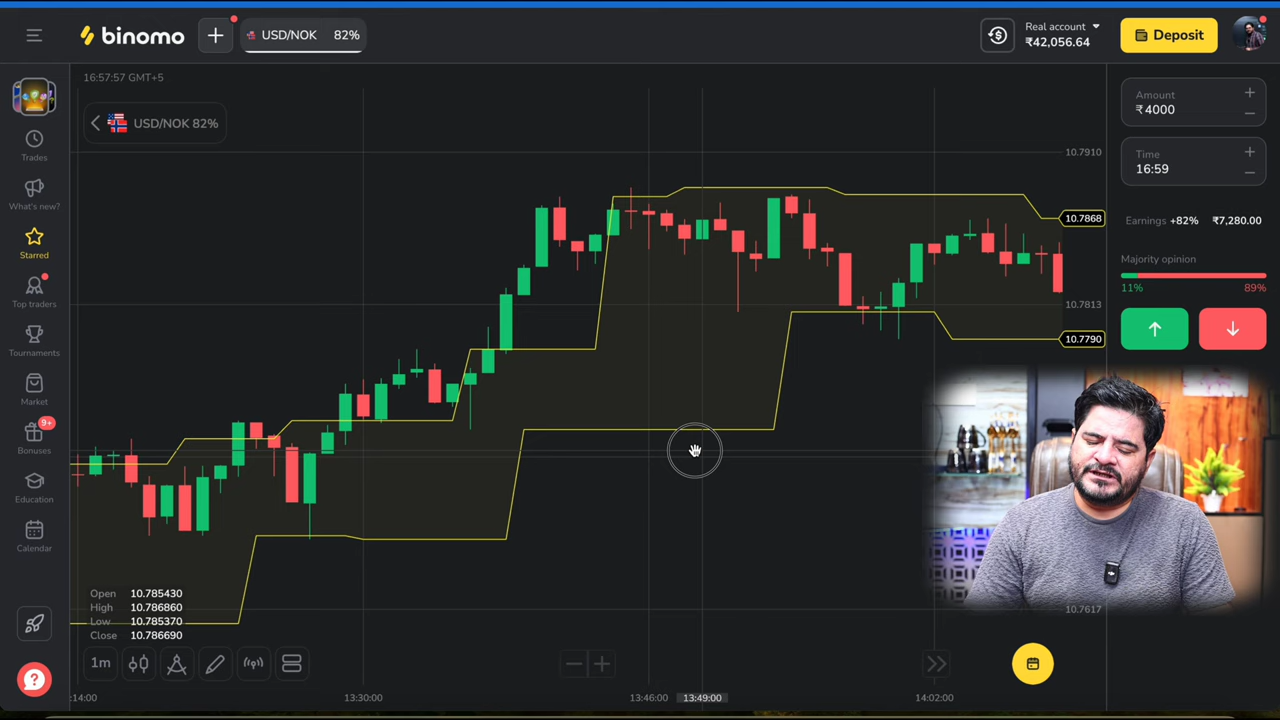 binomo
+
USD/NOK 82%
Real account
₹42,056.64
Deposit
16:57:57 GMT+5
USD/NOK 82%
Trades
What's new?
Starred
Top traders
Tournaments
Market
9+
Bonuses
Education
Calendar
?
10.7910
10.7868
10.7813
10.7790
10.7617
Amount
₹4000
Time
16:59
Earnings +82% ₹7,280.00
Majority opinion
11% 89%
Open 10.785430
High 10.786860
Low 10.785370
Close 10.786690
1m
:14:00 13:30:00 13:46:00 13:49:00 14:02:00